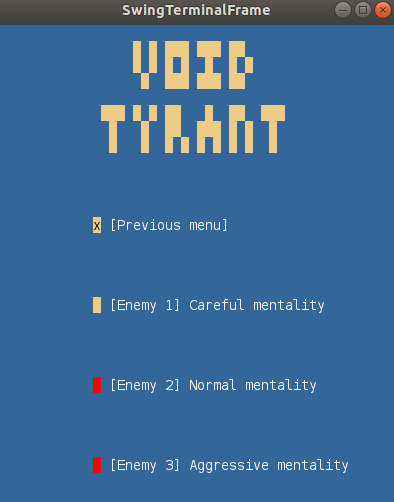 SwingTerminalFrame
VOID
TYRANT
x [Previous menu]
[Enemy 1] Careful mentality
[Enemy 2] Normal mentality
[Enemy 3] Aggressive mentality